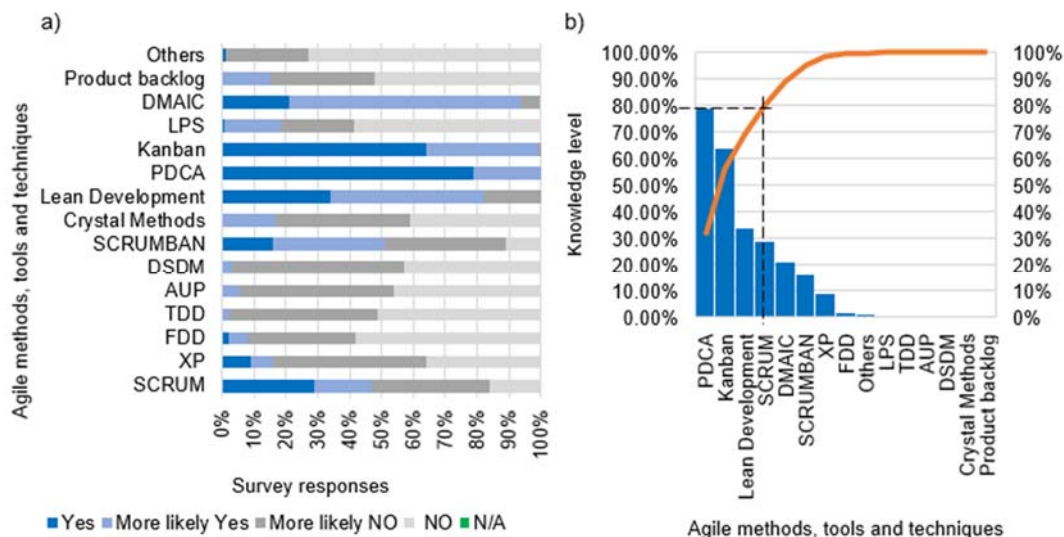 a)
Agile methods, tools and techniques
Others
Product backlog
DMAIC
LPS
Kanban
PDCA
Lean Development
Crystal Methods
SCRUMBAN
DSDM
AUP
TDD
FDD
XP
SCRUM
0%
10%
20%
30%
40%
50%
60%
70%
80%
90%
100%
Survey responses
Yes More likely Yes More likely NO NO N/A
b)
Knowledge level
100.00%
90.00%
80.00%
70.00%
60.00%
50.00%
40.00%
30.00%
20.00%
10.00%
0.00%
100%
90%
80%
70%
60%
50%
40%
30%
20%
10%
0%
PDCA
Kanban
Lean Development
SCRUM
DMAIC
SCRUMBAN
XP
FDD
Others
LPS
TDD
AUP
DSDM
Crystal Methods
Product backlog
Agile methods, tools and techniques